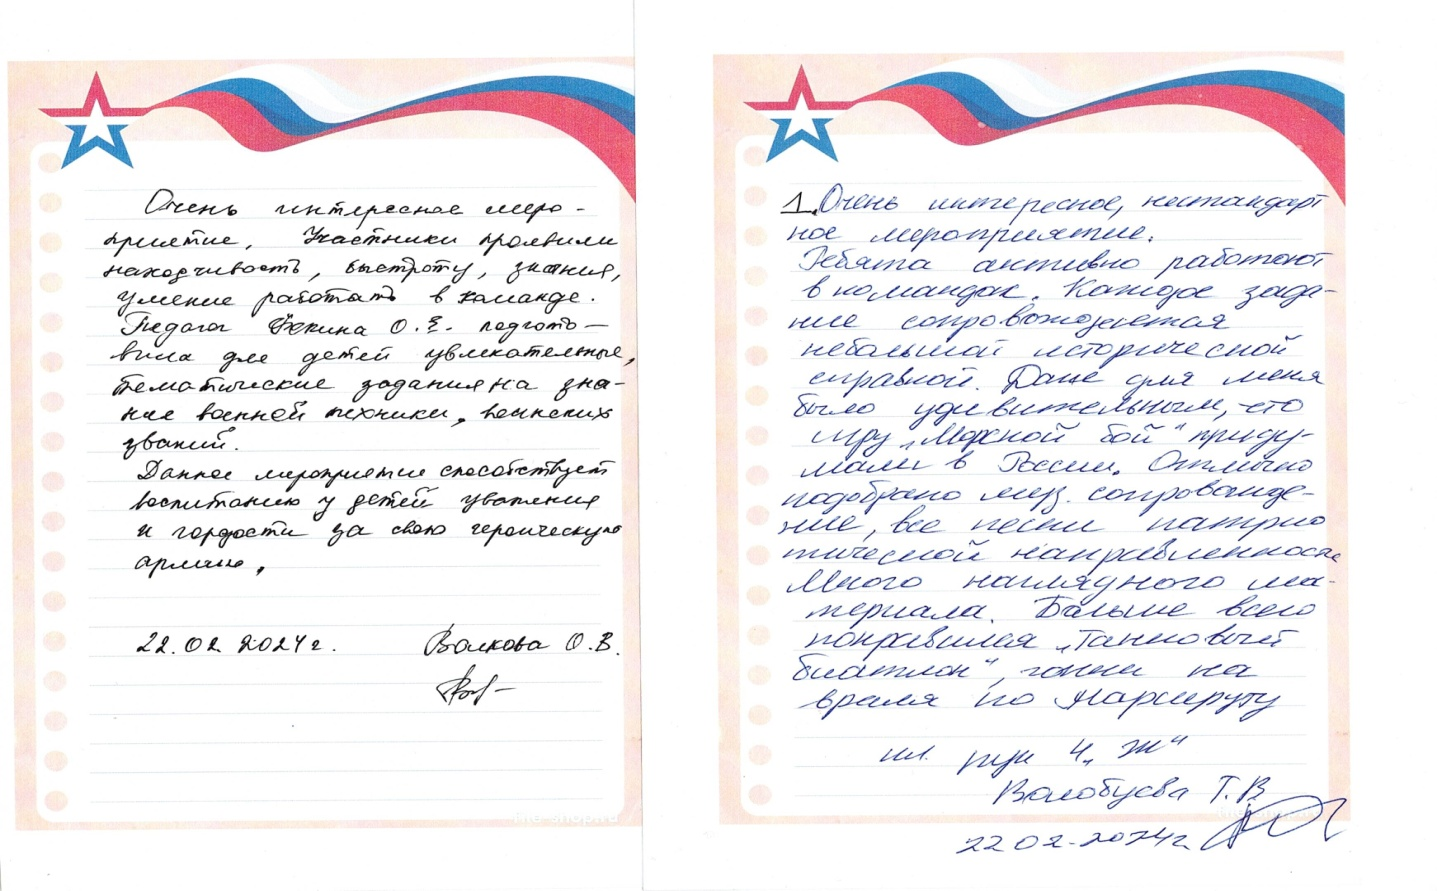 Очень интересное меро-
приятие, Участники проявили
находчивость, быстроту, знания,
умение работать в команде.
Педагог Фекина О.Е. подгото-
вила для детей увлекательные,
тематические задания на зна-
ние военной техники, воинских
званий.
Данное мероприятие способствует
воспитанию у детей уважения
и гордости за свою героическую
армию.
22.02.2024г. Волкова О.В.
1. Очень интересное, нестандарт
ное мероприятие.
Ребята активно работают
в командах. Каждое зада-
ние сопровождается
небольшой исторической
справкой. Даже для меня
было удивительным, что
игру „Морской бой“ приду-
мали в России. Отлично
подобрано муз. сопровожде-
ние, все песни патрио
тической направленности
Много наглядного ма-
териала. Больше всего
понравился „Танковый
биатлон“, гонки на
время по маршруту
кл. рук 4„Ж“
Волобуева Т.В
22 02.2024г.